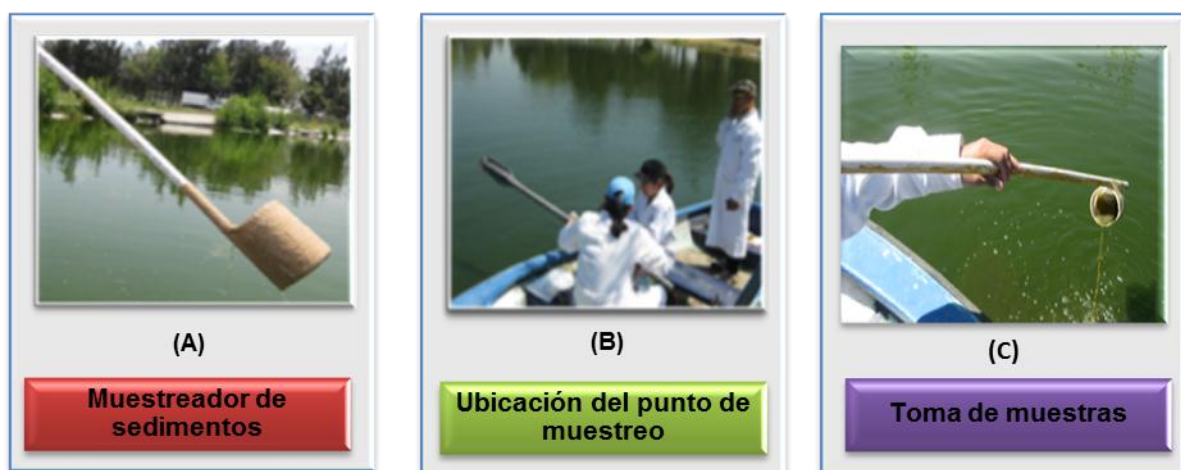 (A)
Muestreador de
sedimentos
(B)
Ubicación del punto de
muestreo
(C)
Toma de muestras